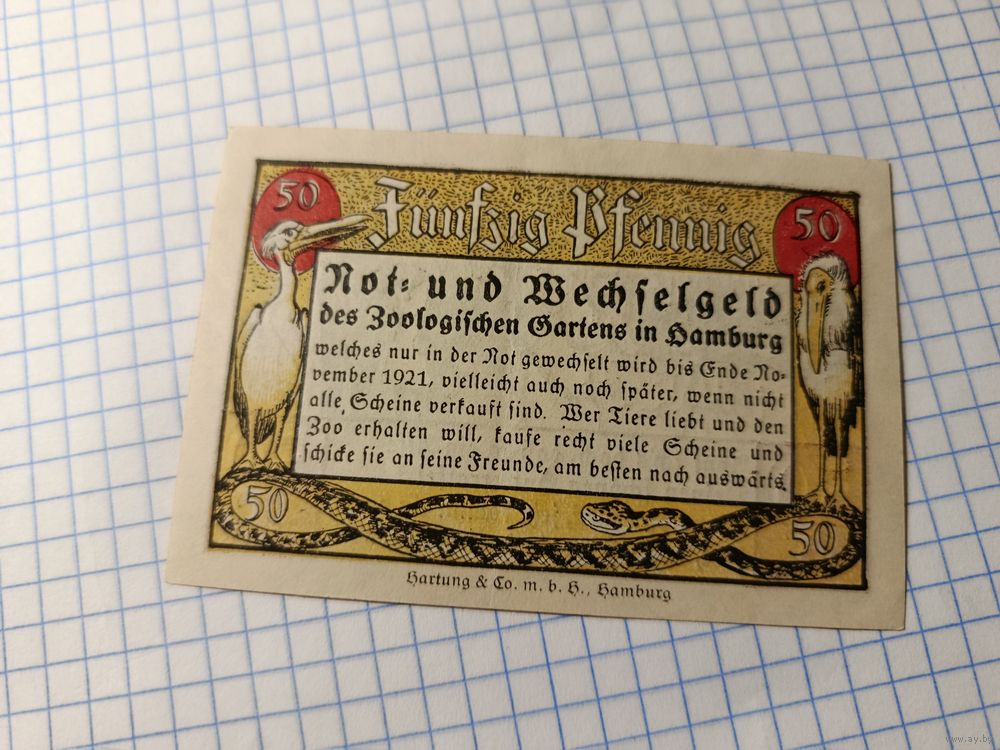 50 Fünfzig Pfennig 50
Not- und Wechselgeld
des Zoologischen Gartens in Hamburg
welches nur in der Not gewechselt wird bis Ende No-
vember 1921, vielleicht auch noch später, wenn nicht
alle Scheine verkauft sind. Wer Tiere liebt und den
Zoo erhalten will, kaufe recht viele Scheine und
schicke sie an seine Freunde, am besten nach auswärts.
50 50
Hartung & Co. m. b. H., Hamburg
www.ay.by